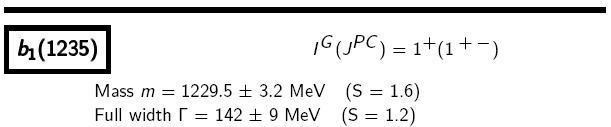 b₁(1235) I^G(J^PC) = 1⁺(1⁺⁻)
Mass m = 1229.5 ± 3.2 MeV (S = 1.6)
Full width Γ = 142 ± 9 MeV (S = 1.2)